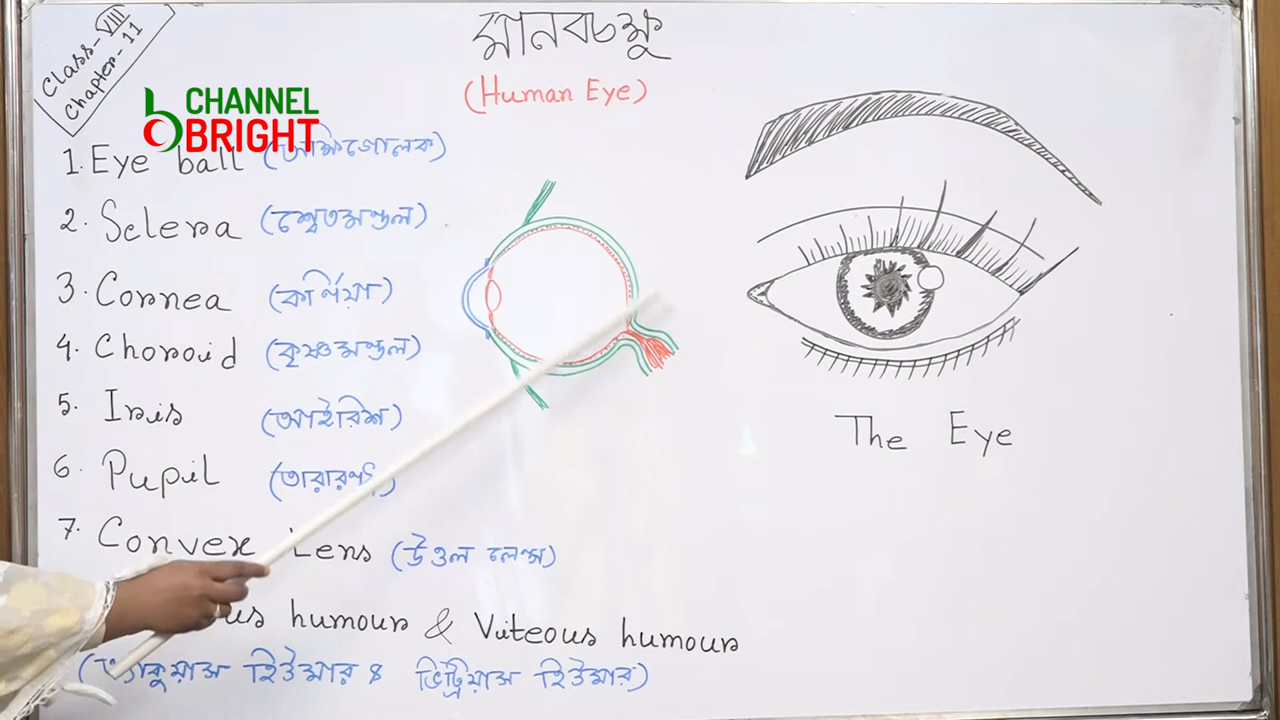 Class-VIII
Chapter-11
CHANNEL
BRIGHT
মানবচক্ষু
(Human Eye)
1. Eye ball (অক্ষিগোলক)
2. Sclera (শ্বেতমণ্ডল)
3. Cornea (কর্ণিয়া)
4. Choroid (কৃষ্ণমণ্ডল)
5. Iris (আইরিশ)
6. Pupil
7. Convex Lens (উত্তল লেন্স)
humour & Viteous humour
হিউমার ও ভিট্রিয়াস হিউমার)
The Eye